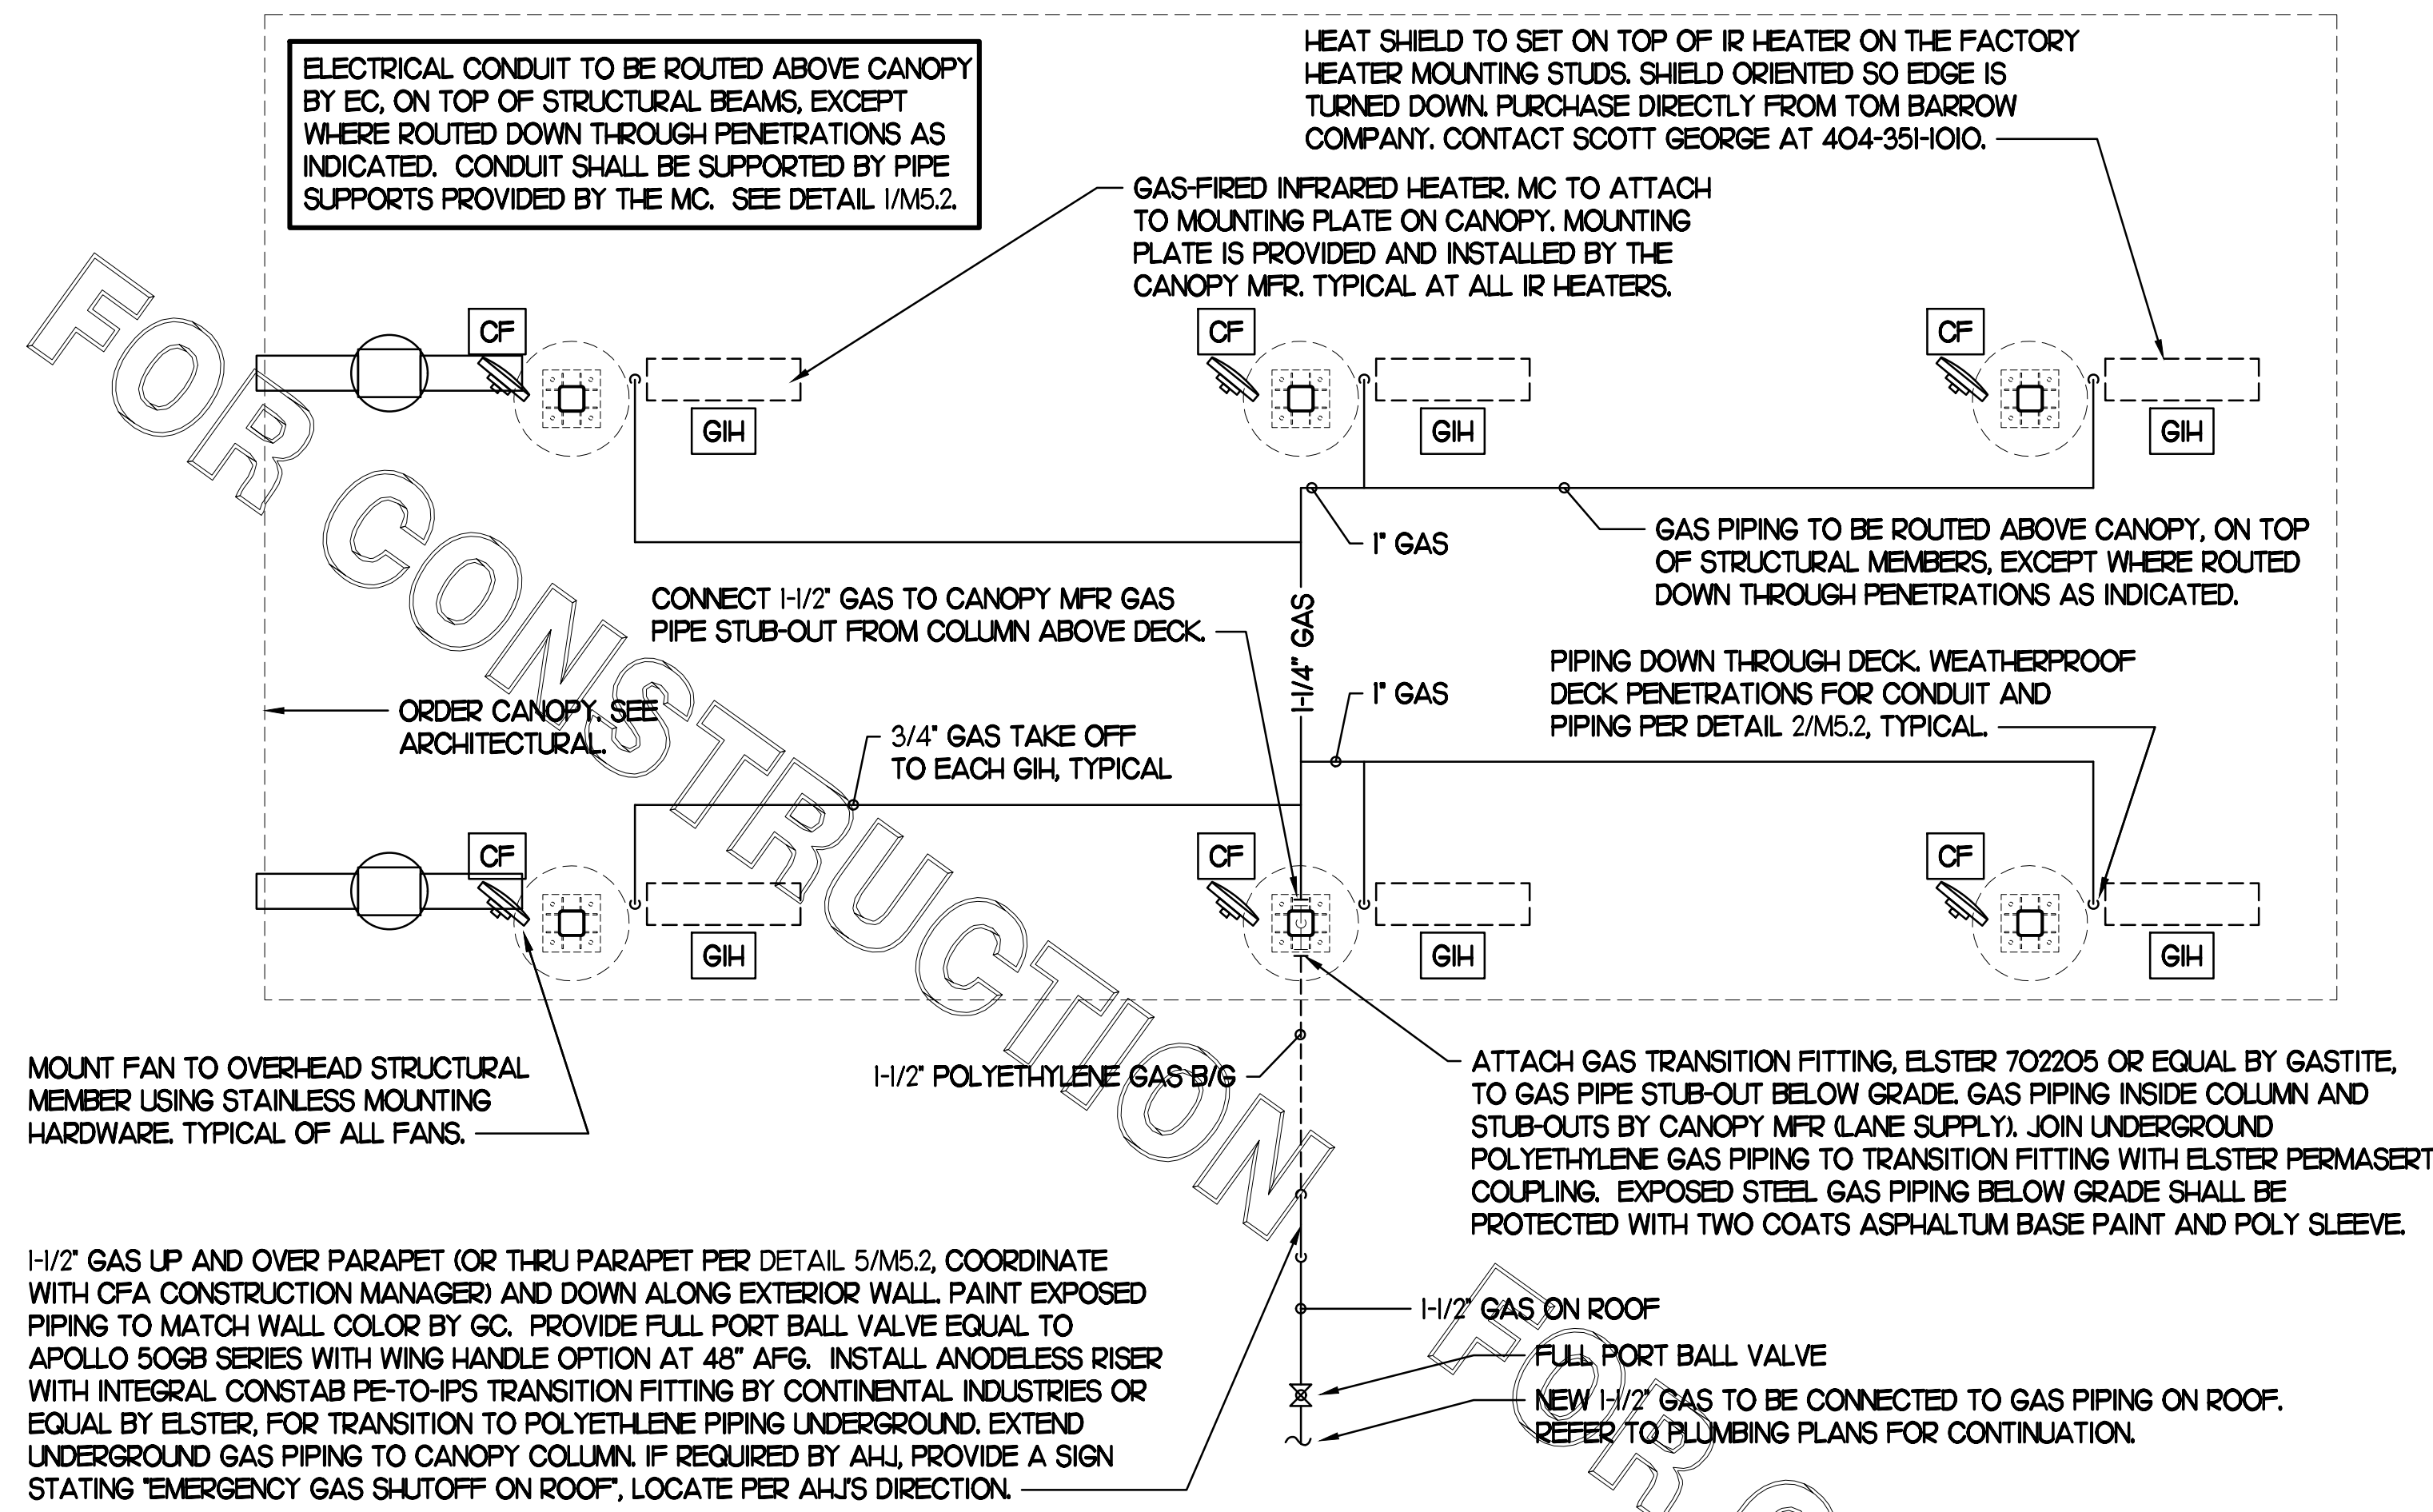 ELECTRICAL CONDUIT TO BE ROUTED ABOVE CANOPY
BY EC, ON TOP OF STRUCTURAL BEAMS, EXCEPT
WHERE ROUTED DOWN THROUGH PENETRATIONS AS
INDICATED. CONDUIT SHALL BE SUPPORTED BY PIPE
SUPPORTS PROVIDED BY THE MC. SEE DETAIL 1/M5.2.
HEAT SHIELD TO SET ON TOP OF IR HEATER ON THE FACTORY
HEATER MOUNTING STUDS. SHIELD ORIENTED SO EDGE IS
TURNED DOWN. PURCHASE DIRECTLY FROM TOM BARROW
COMPANY. CONTACT SCOTT GEORGE AT 404-351-1010.
GAS-FIRED INFRARED HEATER. MC TO ATTACH
TO MOUNTING PLATE ON CANOPY. MOUNTING
PLATE IS PROVIDED AND INSTALLED BY THE
CANOPY MFR. TYPICAL AT ALL IR HEATERS.
CF
CF
CF
GIH
GIH
GIH
1" GAS
GAS PIPING TO BE ROUTED ABOVE CANOPY, ON TOP
OF STRUCTURAL MEMBERS, EXCEPT WHERE ROUTED
DOWN THROUGH PENETRATIONS AS INDICATED.
CONNECT 1-1/2" GAS TO CANOPY MFR GAS
PIPE STUB-OUT FROM COLUMN ABOVE DECK.
1-1/4" GAS
1" GAS
PIPING DOWN THROUGH DECK. WEATHERPROOF
DECK PENETRATIONS FOR CONDUIT AND
PIPING PER DETAIL 2/M5.2, TYPICAL.
ORDER CANOPY. SEE
ARCHITECTURAL.
3/4" GAS TAKE OFF
TO EACH GIH, TYPICAL
CF
CF
CF
GIH
GIH
GIH
MOUNT FAN TO OVERHEAD STRUCTURAL
MEMBER USING STAINLESS MOUNTING
HARDWARE. TYPICAL OF ALL FANS.
1-1/2" POLYETHYLENE GAS B/G
ATTACH GAS TRANSITION FITTING, ELSTER 702205 OR EQUAL BY GASTITE,
TO GAS PIPE STUB-OUT BELOW GRADE. GAS PIPING INSIDE COLUMN AND
STUB-OUTS BY CANOPY MFR (LANE SUPPLY). JOIN UNDERGROUND
POLYETHYLENE GAS PIPING TO TRANSITION FITTING WITH ELSTER PERMASERT
COUPLING. EXPOSED STEEL GAS PIPING BELOW GRADE SHALL BE
PROTECTED WITH TWO COATS ASPHALTUM BASE PAINT AND POLY SLEEVE.
1-1/2" GAS UP AND OVER PARAPET (OR THRU PARAPET PER DETAIL 5/M5.2, COORDINATE
WITH CFA CONSTRUCTION MANAGER) AND DOWN ALONG EXTERIOR WALL. PAINT EXPOSED
PIPING TO MATCH WALL COLOR BY GC. PROVIDE FULL PORT BALL VALVE EQUAL TO
APOLLO 50GB SERIES WITH WING HANDLE OPTION AT 48" AFG. INSTALL ANODELESS RISER
WITH INTEGRAL CONSTAB PE-TO-IPS TRANSITION FITTING BY CONTINENTAL INDUSTRIES OR
EQUAL BY ELSTER, FOR TRANSITION TO POLYETHLENE PIPING UNDERGROUND. EXTEND
UNDERGROUND GAS PIPING TO CANOPY COLUMN. IF REQUIRED BY AHJ, PROVIDE A SIGN
STATING "EMERGENCY GAS SHUTOFF ON ROOF", LOCATE PER AHJ'S DIRECTION.
1-1/2" GAS ON ROOF
FULL PORT BALL VALVE
NEW 1-1/2" GAS TO BE CONNECTED TO GAS PIPING ON ROOF.
REFER TO PLUMBING PLANS FOR CONTINUATION.
FOR CONSTRUCTION
FOR